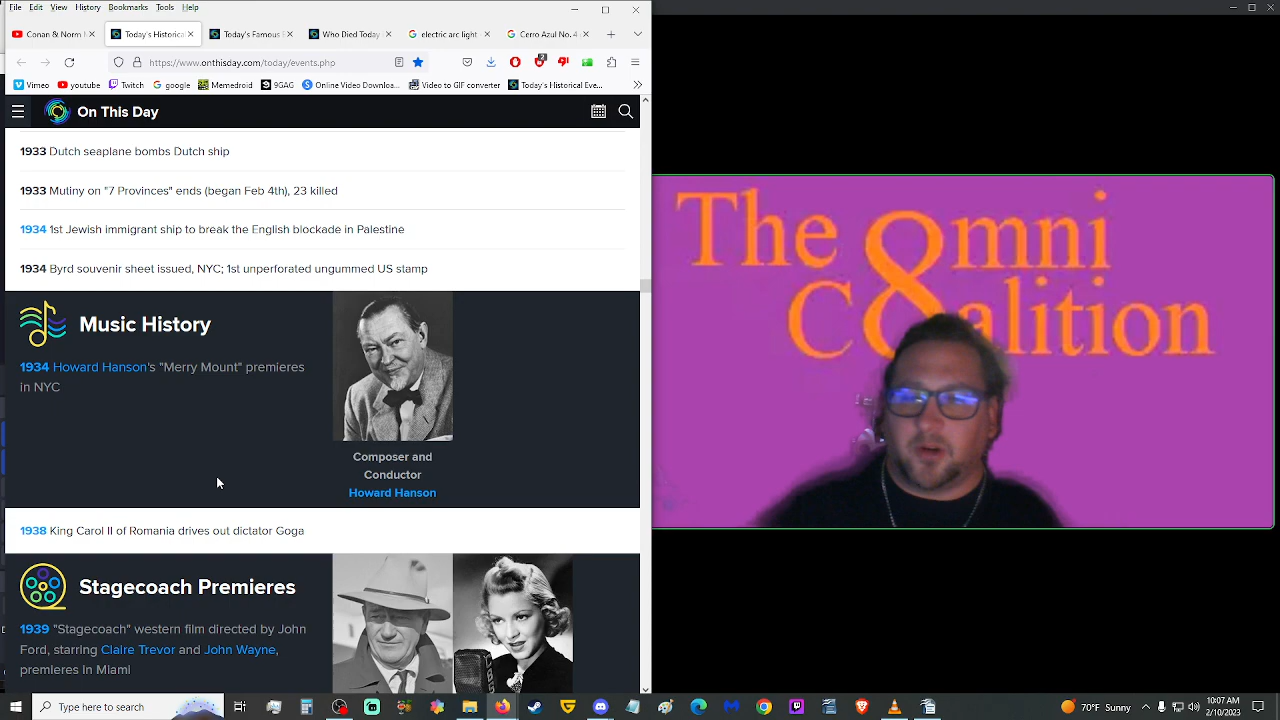 File Edit View History Bookmarks Tools Help
Conan & Norm
Today's Historica
Today's Famous
Who Died Today
electric arc light
Cerro Azul No. 4
https://www.onthisday.com/today/events.php
Vimeo youtube Twitch google Memedroid 9GAG Online Video Downloa... Video to GIF converter Today's Historical Eve...
On This Day
1933 Dutch seaplane bombs Dutch ship
1933 Mutiny on "7 Provinces" ends (began Feb 4th), 23 killed
1934 1st Jewish immigrant ship to break the English blockade in Palestine
1934 Byrd souvenir sheet issued, NYC; 1st unperforated ungummed US stamp
Music History
1934 Howard Hanson's "Merry Mount" premieres
in NYC
Composer and
Conductor
Howard Hanson
1938 King Carol II of Romania drives out dictator Goga
Stagecoach Premieres
1939 "Stagecoach" western film directed by John
Ford, starring Claire Trevor and John Wayne,
premieres in Miami
The Omni
Coalition
Type here to search
70°F Sunny
10:07 AM
2/10/2023